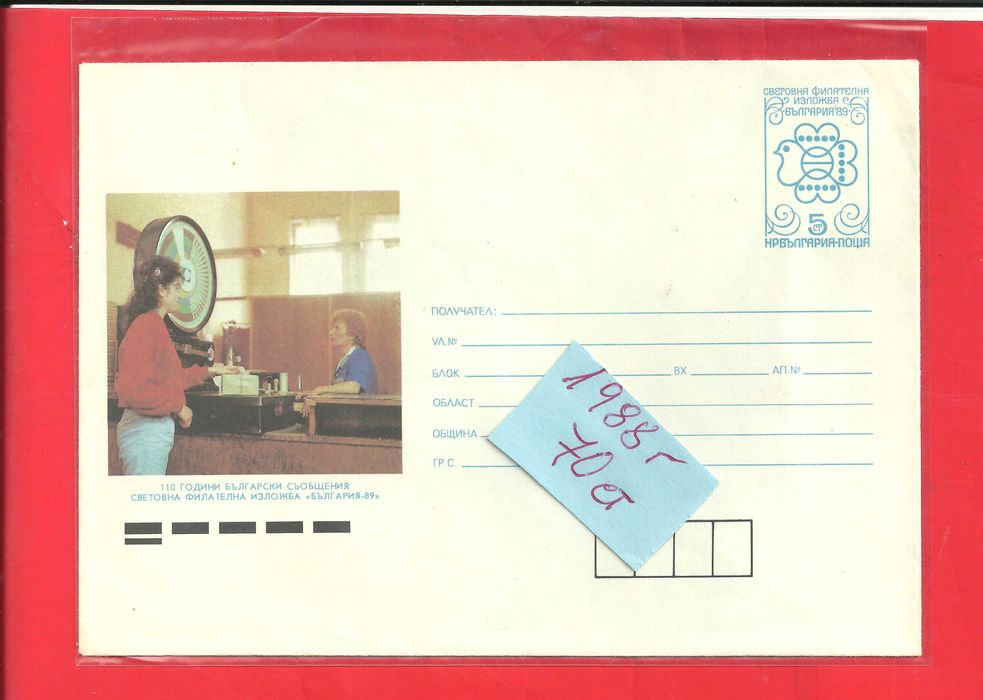 СВЕТОВНА ФИЛАТЕЛНА
ИЗЛОЖБА
·БЪЛГАРИЯ'89·
5
СТ
НРБЪЛГАРИЯ·ПОЩА
110 ГОДИНИ БЪЛГАРСКИ СЪОБЩЕНИЯ
СВЕТОВНА ФИЛАТЕЛНА ИЗЛОЖБА «БЪЛГАРИЯ-89»
ПОЛУЧАТЕЛ:
УЛ.№
БЛОК ВХ. АП.№
ОБЛАСТ
ОБЩИНА
ГР. С.
1988 г
70 ст